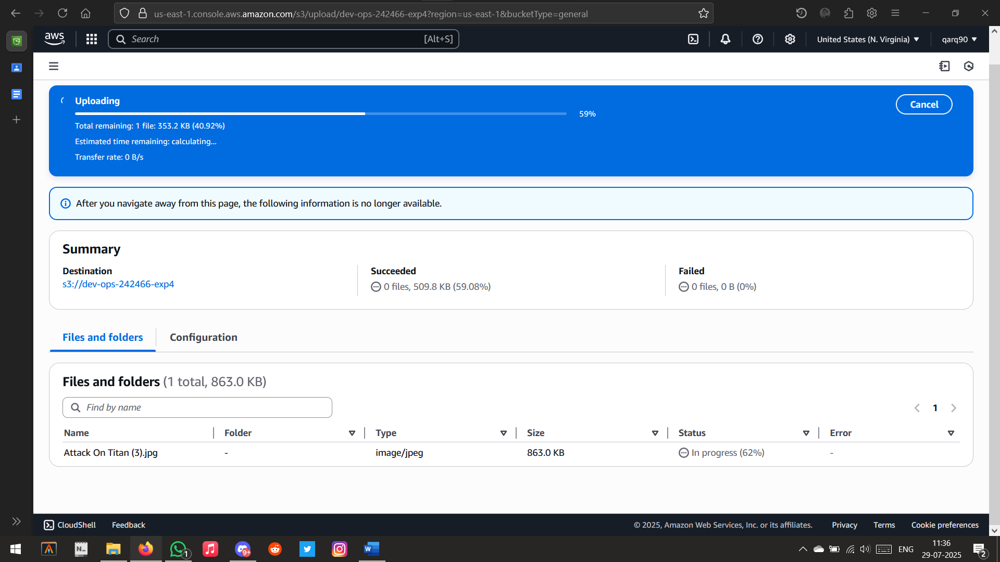 us-east-1.console.aws.amazon.com/s3/upload/dev-ops-242466-exp4?region=us-east-1&bucketType=general
aws
Search [Alt+S]
United States (N. Virginia)
qarq90
Uploading
Cancel
59%
Total remaining: 1 file: 353.2 KB (40.92%)
Estimated time remaining: calculating...
Transfer rate: 0 B/s
After you navigate away from this page, the following information is no longer available.
Summary
Destination
s3://dev-ops-242466-exp4
Succeeded
0 files, 509.8 KB (59.08%)
Failed
0 files, 0 B (0%)
Files and folders
Configuration
Files and folders (1 total, 863.0 KB)
Find by name
1
Name Folder Type Size Status Error
Attack On Titan (3).jpg - image/jpeg 863.0 KB In progress (62%) -
CloudShell
Feedback
© 2025, Amazon Web Services, Inc. or its affiliates.
Privacy
Terms
Cookie preferences
N_
1
9+
W
ENG
11:36
29-07-2025
2